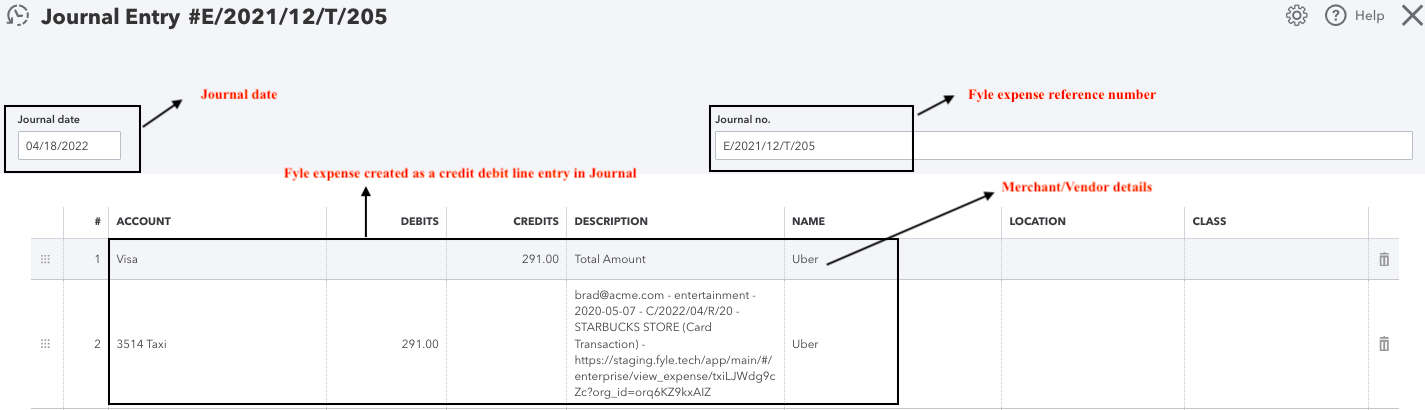 Journal Entry #E/2021/12/T/205
Help
Journal date
Fyle expense reference number
Journal date
Journal no.
04/18/2022
E/2021/12/T/205
Fyle expense created as a credit debit line entry in Journal
Merchant/Vendor details
# ACCOUNT DEBITS CREDITS DESCRIPTION NAME LOCATION CLASS
1 Visa 291.00 Total Amount Uber
brad@acme.com - entertainment -
2020-05-07 - C/2022/04/R/20 -
STARBUCKS STORE (Card
2 3514 Taxi 291.00 Transaction) - Uber
https://staging.fyle.tech/app/main/#/
enterprise/view_expense/txiLJWdg9c
Zc?org_id=orq6KZ9kxAIZ